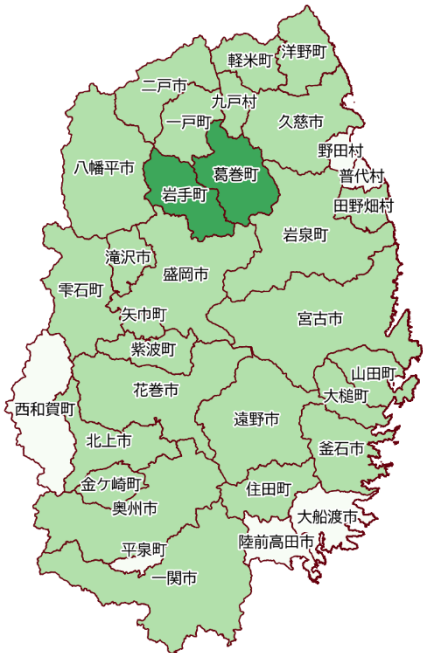 洋野町
軽米町
二戸市
九戸村
一戸町
久慈市
野田村
八幡平市
葛巻町
普代村
岩手町
田野畑村
岩泉町
滝沢市
盛岡市
雫石町
矢巾町
宮古市
紫波町
山田町
花巻市
大槌町
西和賀町
遠野市
北上市
釜石市
金ケ崎町
住田町
奥州市
大船渡市
陸前高田市
平泉町
一関市